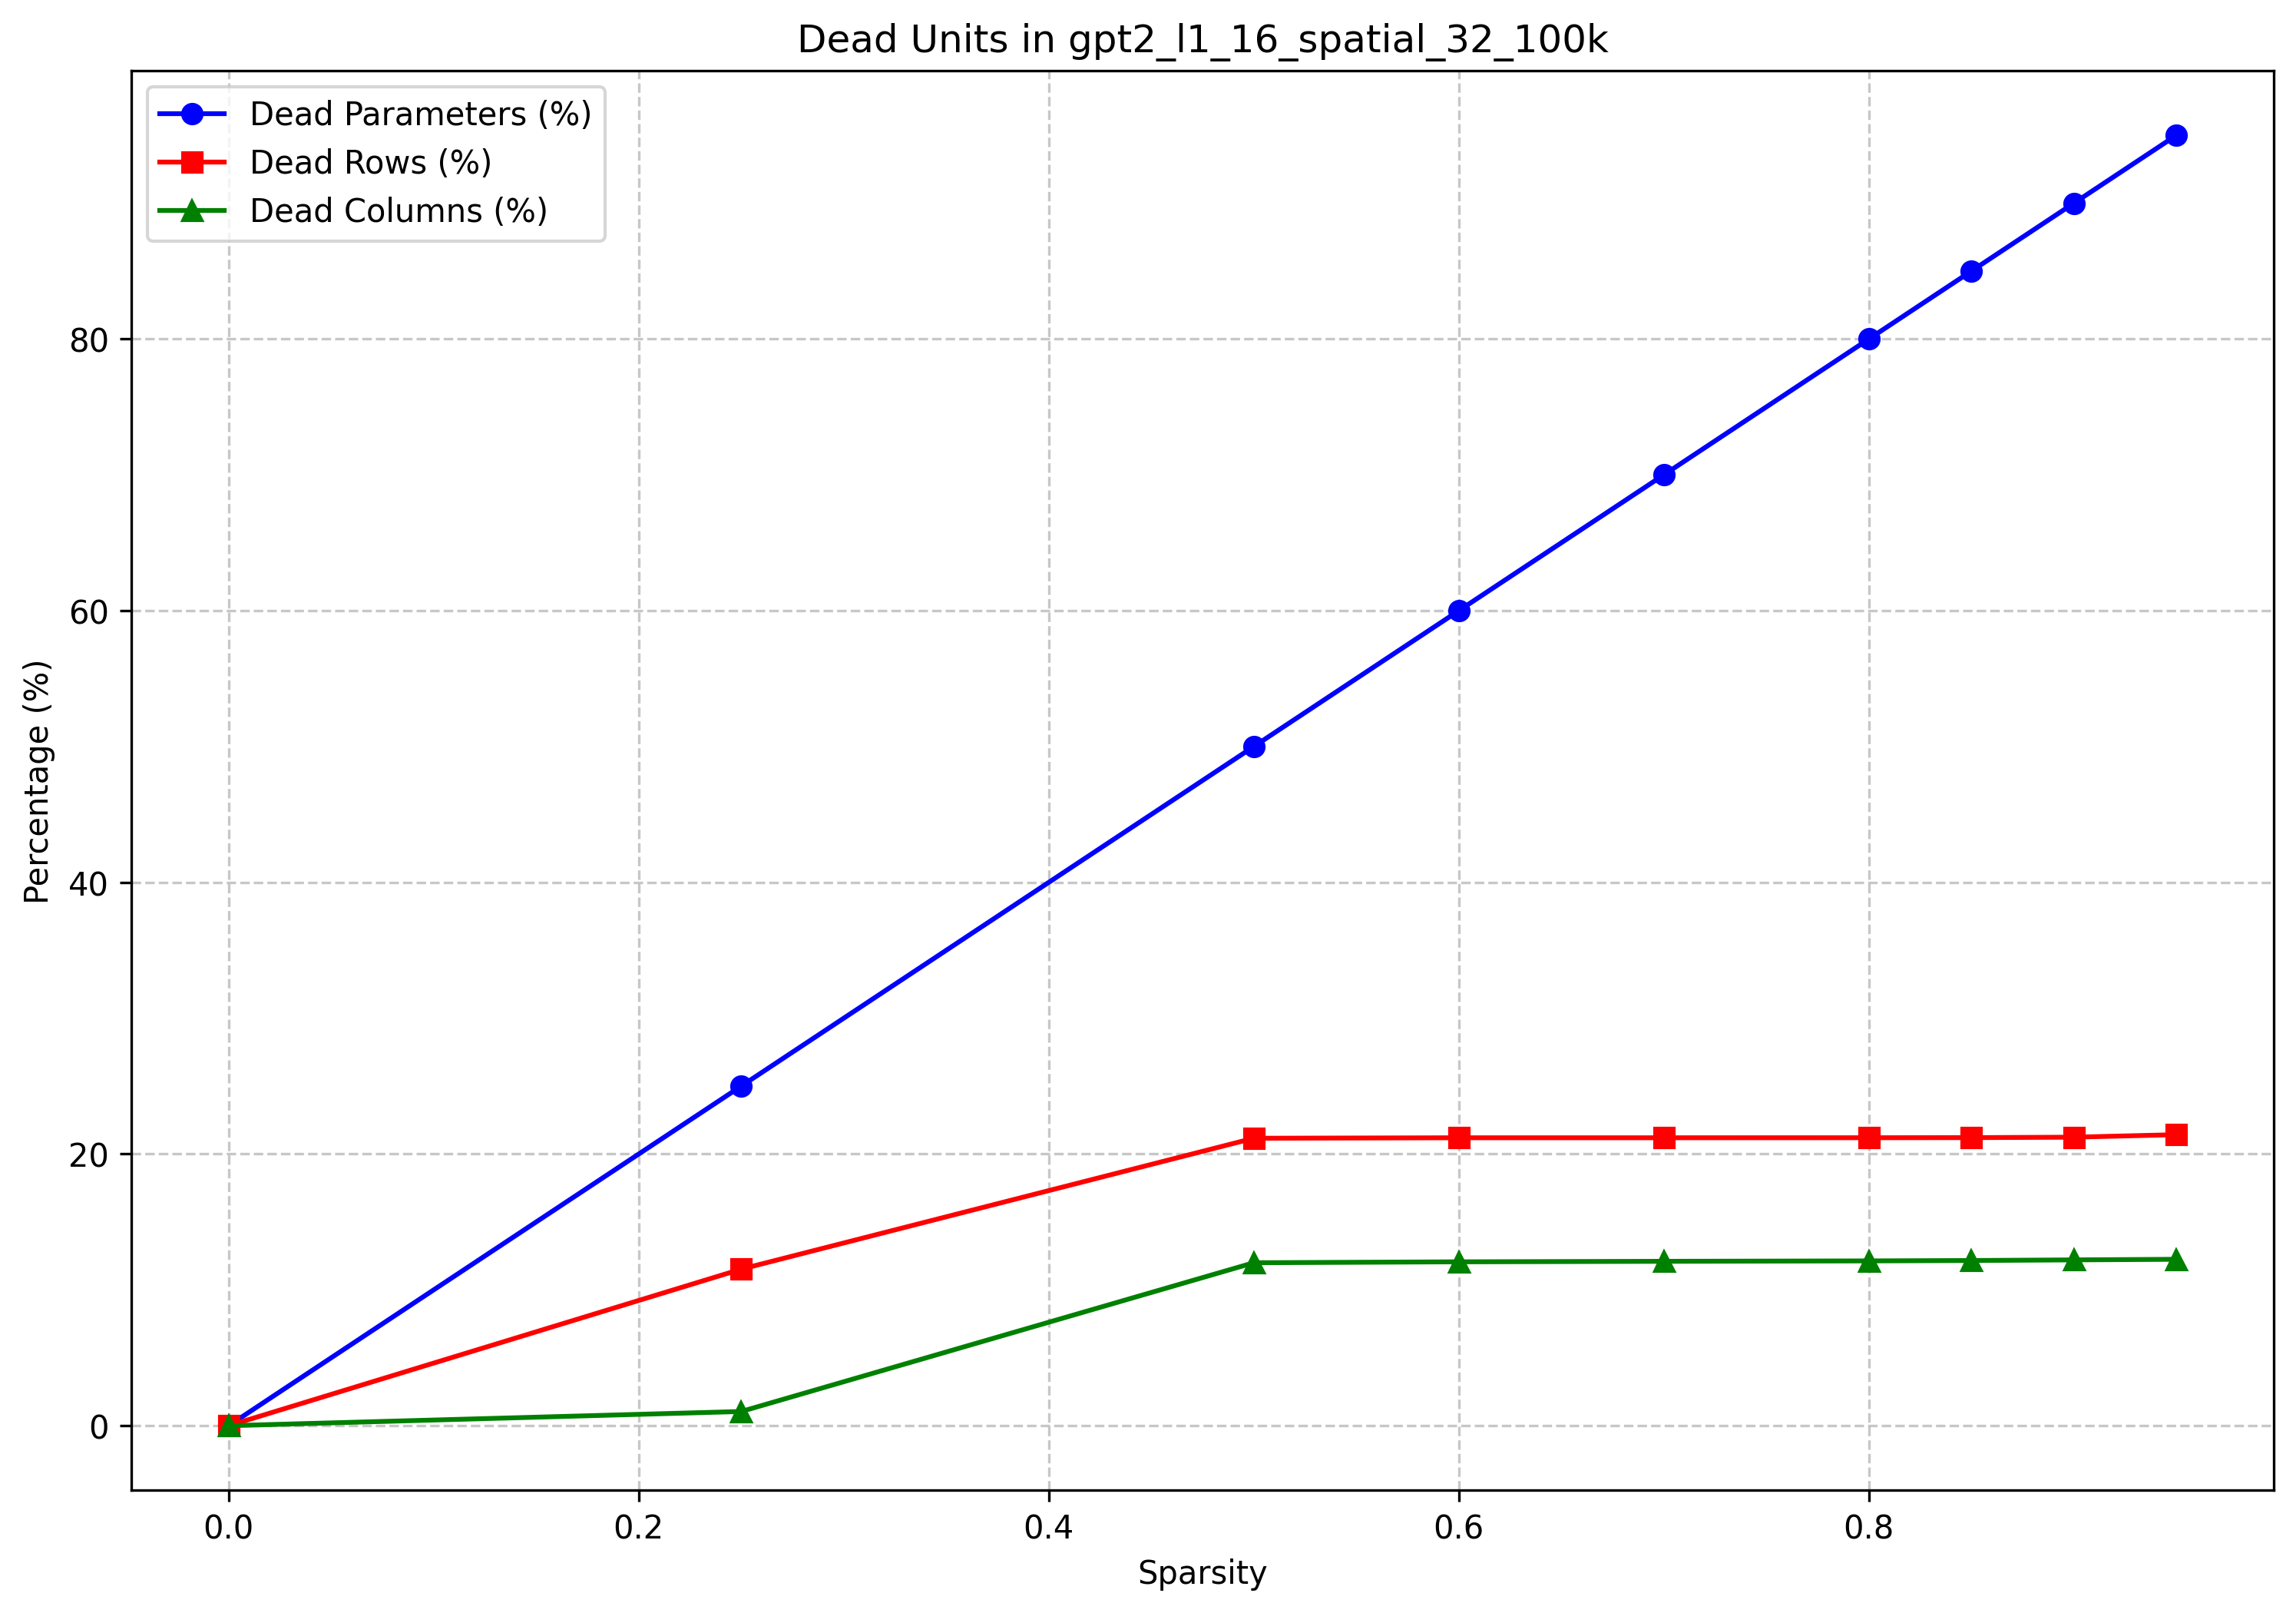 Dead Units in gpt2_l1_16_spatial_32_100k
Dead Parameters (%)
Dead Rows (%)
Dead Columns (%)
Percentage (%)
80
60
40
20
0
0.0 0.2 0.4 0.6 0.8
Sparsity